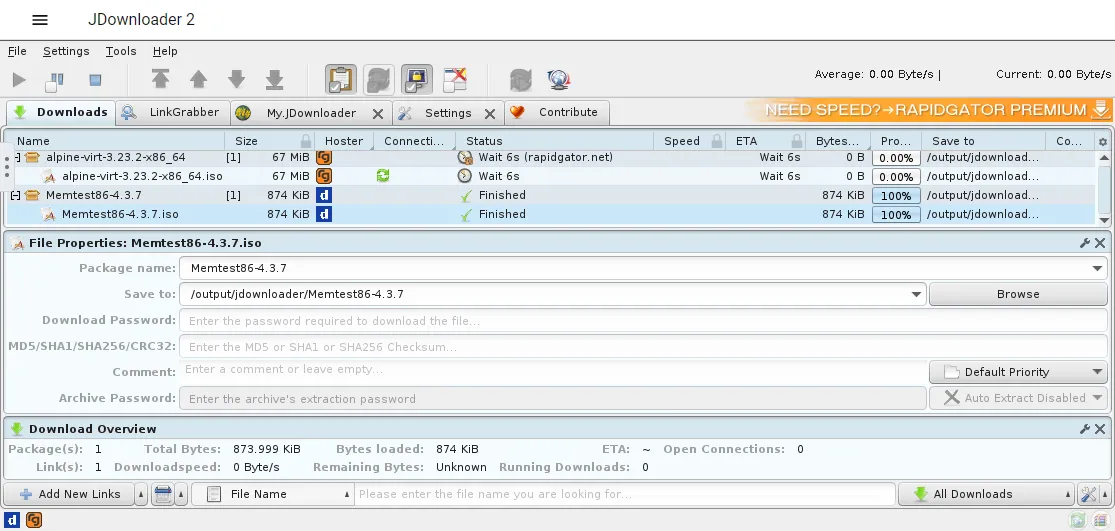 JDownloader 2
File Settings Tools Help
Average: 0.00 Byte/s | Current: 0.00 Byte/s
Downloads LinkGrabber My.JDownloader Settings Contribute NEED SPEED?→RAPIDGATOR PREMIUM
Name Size Hoster Connecti... Status Speed ETA Bytes... Pro... Save to Co...
alpine-virt-3.23.2-x86_64 [1] 67 MiB Wait 6s (rapidgator.net) Wait 6s 0 B 0.00% /output/jdownload...
alpine-virt-3.23.2-x86_64.iso 67 MiB Wait 6s Wait 6s 0 B 0.00% /output/jdownload...
Memtest86-4.3.7 [1] 874 KiB d Finished 874 KiB 100% /output/jdownload...
Memtest86-4.3.7.iso 874 KiB d Finished 874 KiB 100% /output/jdownload...
File Properties: Memtest86-4.3.7.iso
Package name: Memtest86-4.3.7
Save to: /output/jdownloader/Memtest86-4.3.7 Browse
Download Password: Enter the password required to download the file...
MD5/SHA1/SHA256/CRC32: Enter the MD5 or SHA1 or SHA256 Checksum...
Comment: Enter a comment or leave empty... Default Priority
Archive Password: Enter the archive's extraction password Auto Extract Disabled
Download Overview
Package(s): 1 Total Bytes: 873.999 KiB Bytes loaded: 874 KiB ETA: ~ Open Connections: 0
Link(s): 1 Downloadspeed: 0 Byte/s Remaining Bytes: Unknown Running Downloads: 0
Add New Links File Name Please enter the file name you are looking for... All Downloads
d